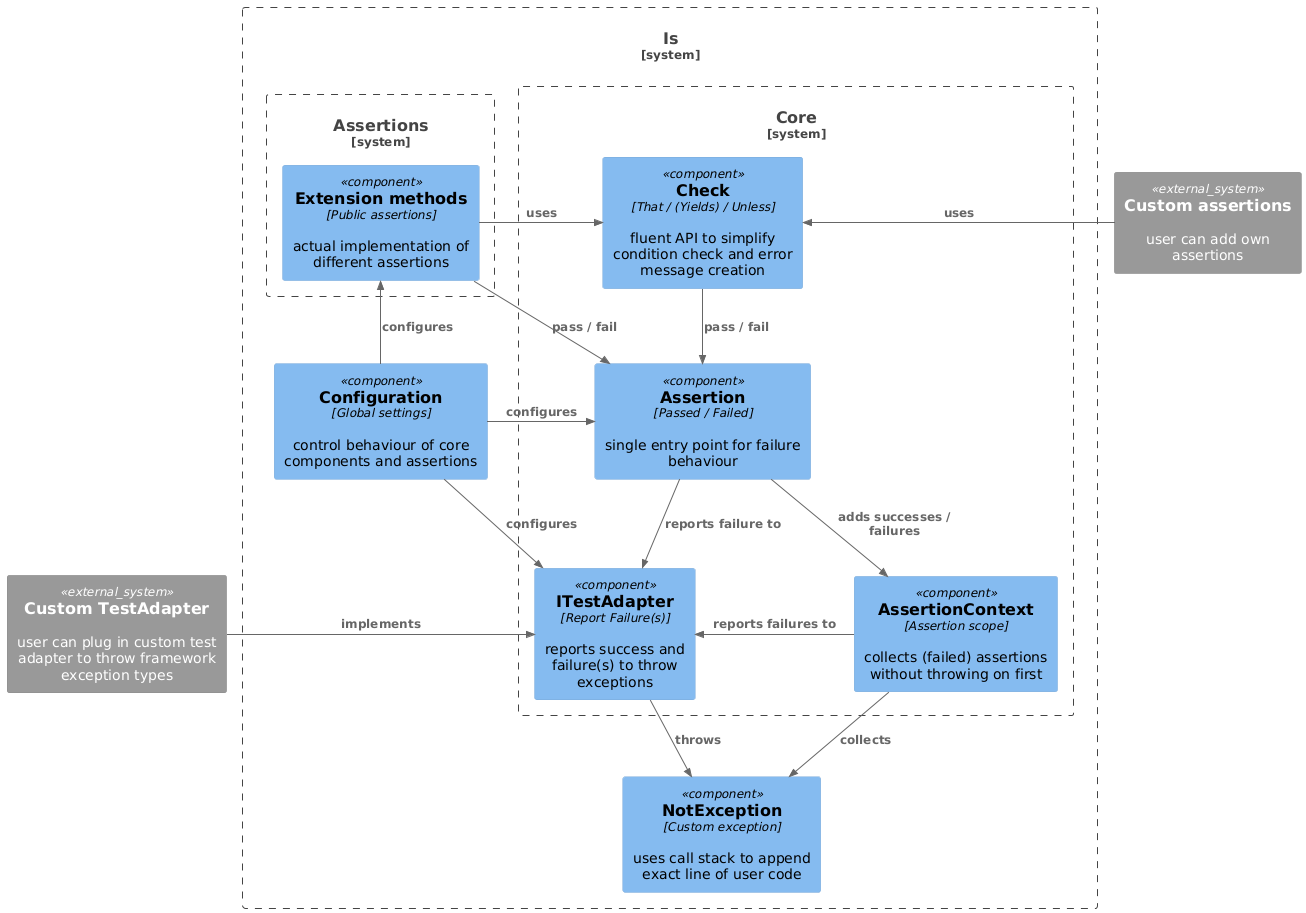 Is
[system]
Assertions
[system]
Core
[system]
«component»
Extension methods
[Public assertions]
actual implementation of
different assertions
uses
«component»
Check
[That / (Yields) / Unless]
fluent API to simplify
condition check and error
message creation
uses
«external_system»
Custom assertions
user can add own
assertions
configures
pass / fail
pass / fail
«component»
Configuration
[Global settings]
control behaviour of core
components and assertions
configures
«component»
Assertion
[Passed / Failed]
single entry point for failure
behaviour
configures
reports failure to
adds successes /
failures
«external_system»
Custom TestAdapter
user can plug in custom test
adapter to throw framework
exception types
implements
«component»
ITestAdapter
[Report Failure(s)]
reports success and
failure(s) to throw
exceptions
reports failures to
«component»
AssertionContext
[Assertion scope]
collects (failed) assertions
without throwing on first
throws
collects
«component»
NotException
[Custom exception]
uses call stack to append
exact line of user code